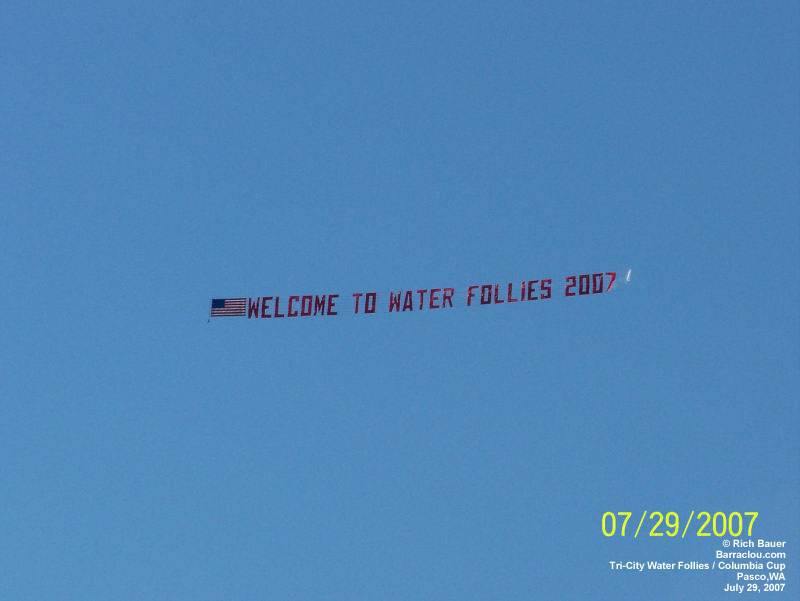 WELCOME TO WATER FOLLIES 2007
07/29/2007
© Rich Bauer
Barraclou.com
Tri-City Water Follies / Columbia Cup
Pasco,WA
July 29, 2007